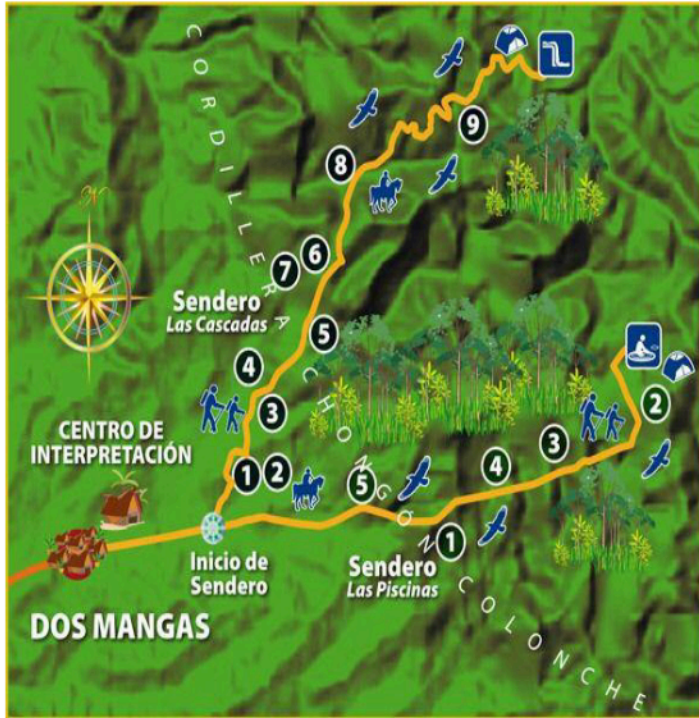 N
CORDILLERA CHONGÓN COLONCHE
9
8
6
7
Sendero
Las Cascadas
5
4
3
CENTRO DE
INTERPRETACIÓN
1 2
2
3
4
5
1
Inicio de
Sendero
Sendero
Las Piscinas
DOS MANGAS